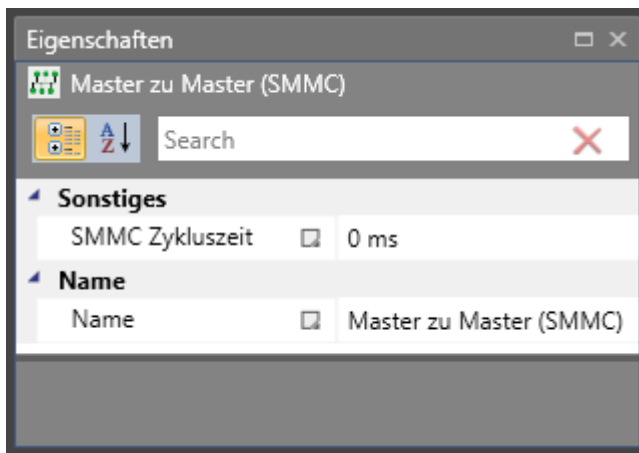 Eigenschaften
Master zu Master (SMMC)
A Z Search
Sonstiges
SMMC Zykluszeit 0 ms
Name
Name Master zu Master (SMMC)